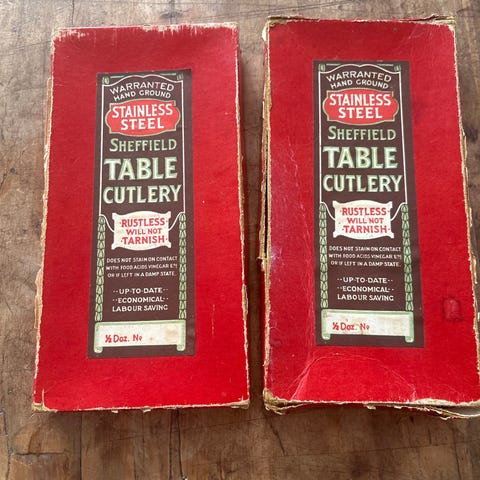 WARRANTED
HAND GROUND
STAINLESS
STEEL
SHEFFIELD
TABLE
CUTLERY
RUSTLESS
WILL NOT
TARNISH
DOES NOT STAIN ON CONTACT
WITH FOOD ACIDS VINEGAR ETC
OR IF LEFT IN A DAMP STATE.
··UP-TO-DATE··
··ECONOMICAL··
LABOUR SAVING
½ Doz. No
WARRANTED
HAND GROUND
STAINLESS
STEEL
SHEFFIELD
TABLE
CUTLERY
RUSTLESS
WILL NOT
TARNISH
DOES NOT STAIN ON CONTACT
WITH FOOD ACIDS VINEGAR ETC
OR IF LEFT IN A DAMP STATE.
··UP-TO-DATE··
··ECONOMICAL··
LABOUR SAVING
½ Doz. No